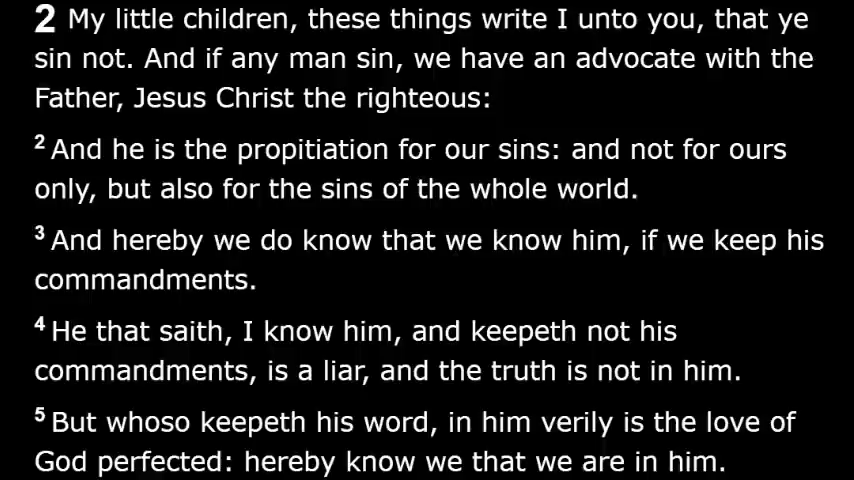 2 My little children, these things write I unto you, that ye
sin not. And if any man sin, we have an advocate with the
Father, Jesus Christ the righteous:
2 And he is the propitiation for our sins: and not for ours
only, but also for the sins of the whole world.
3 And hereby we do know that we know him, if we keep his
commandments.
4 He that saith, I know him, and keepeth not his
commandments, is a liar, and the truth is not in him.
5 But whoso keepeth his word, in him verily is the love of
God perfected: hereby know we that we are in him.